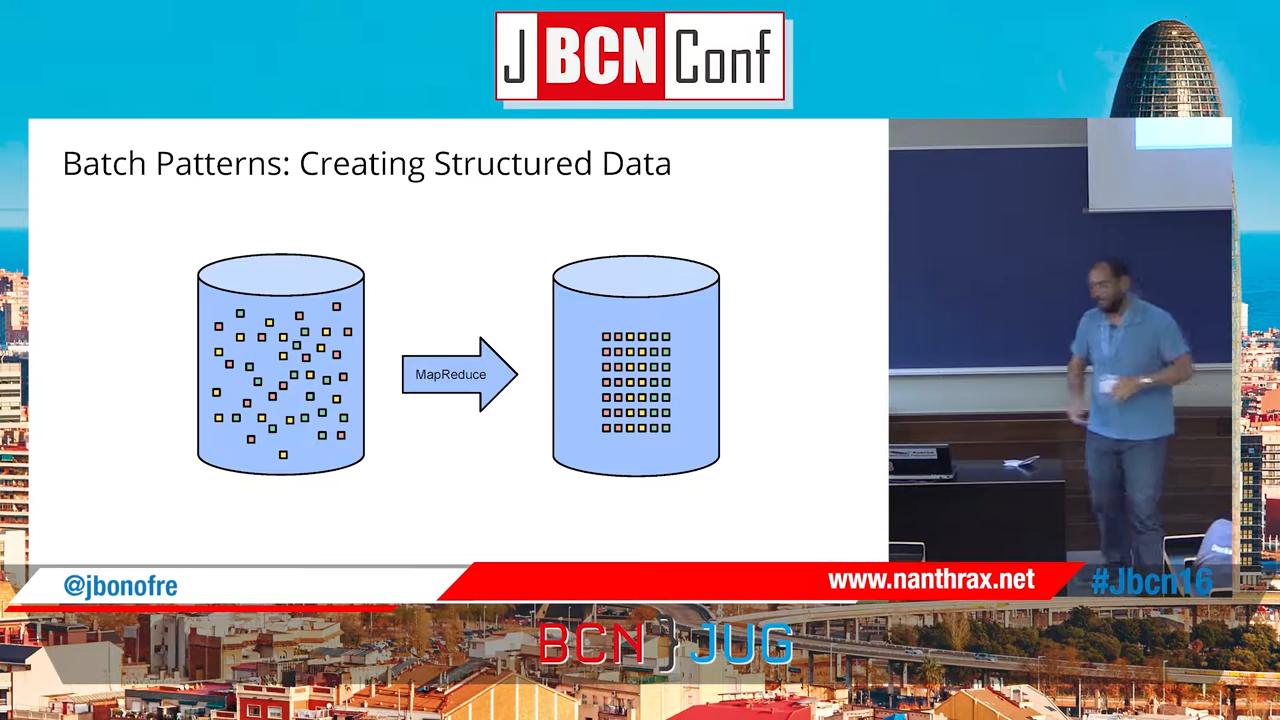 J BCN Conf
Batch Patterns: Creating Structured Data
MapReduce
@jbonofre
www.nanthrax.net
#Jbcn16
BCN JUG